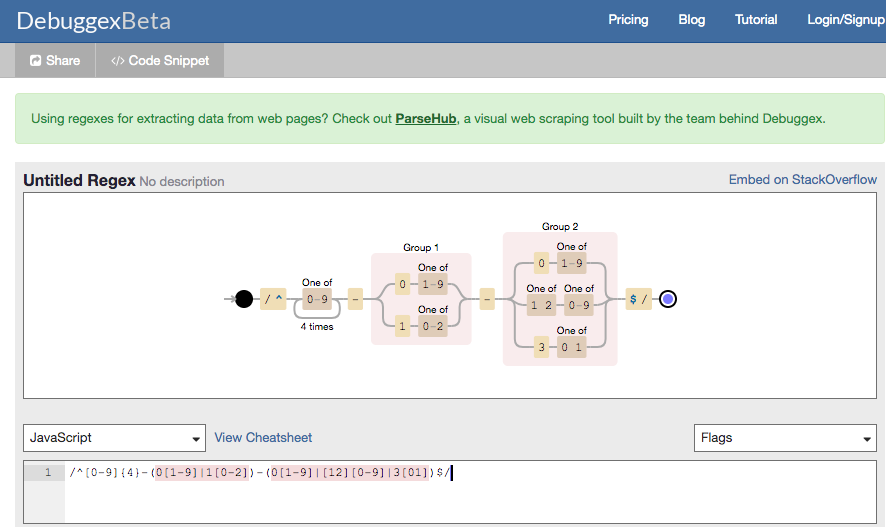 DebuggexBeta
Pricing Blog Tutorial Login/Signup
Share </> Code Snippet
Using regexes for extracting data from web pages? Check out ParseHub, a visual web scraping tool built by the team behind Debuggex.
Untitled Regex No description
Embed on StackOverflow
/ ^
One of
0-9
4 times
-
Group 1
0
One of
1-9
1
One of
0-2
-
Group 2
0
One of
1-9
One of
1 2
One of
0-9
3
One of
0 1
$ /
JavaScript
View Cheatsheet
Flags
1 /^[0-9]{4}-(0[1-9]|1[0-2])-(0[1-9]|[12][0-9]|3[01])$/